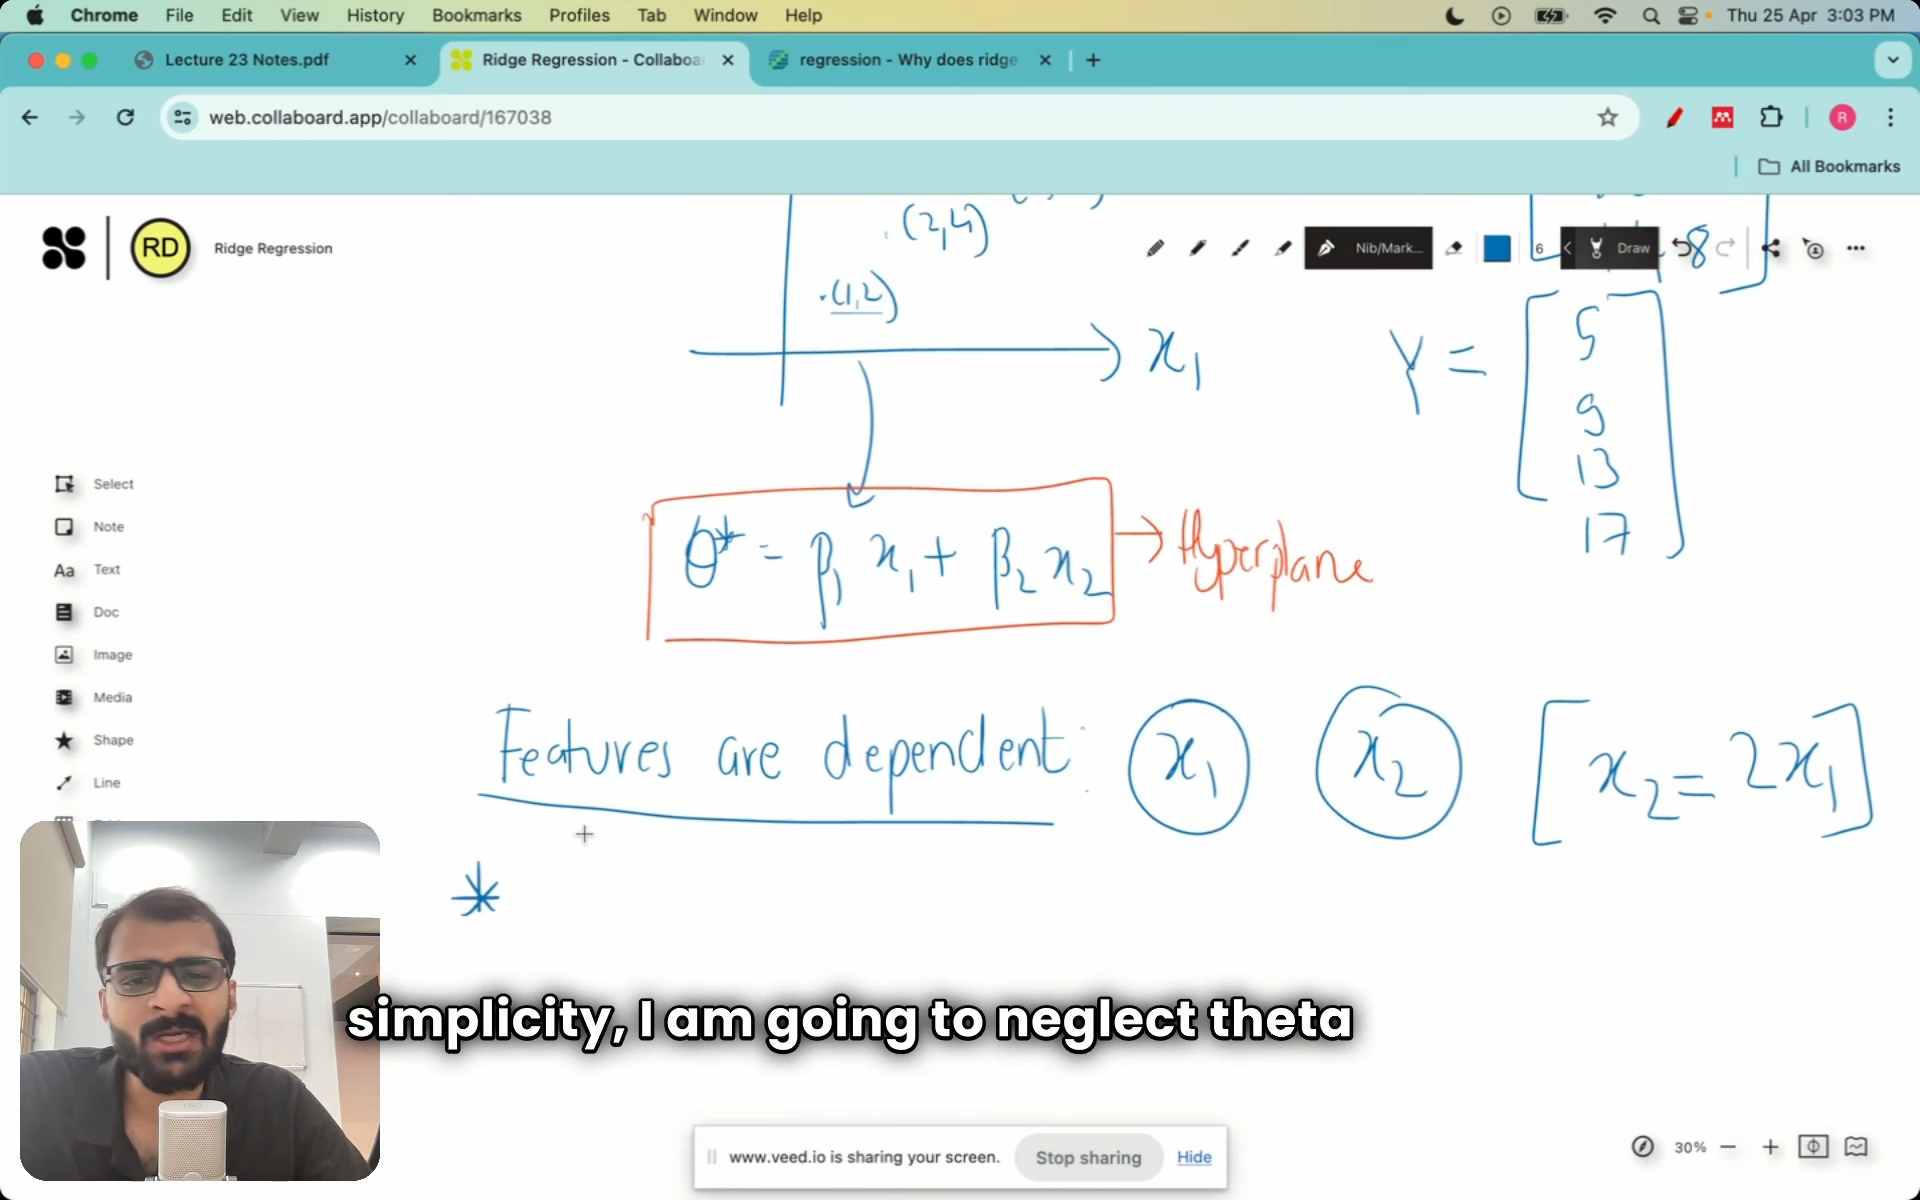 Chrome File Edit View History Bookmarks Profiles Tab Window Help Thu 25 Apr 3:03 PM
Lecture 23 Notes.pdf Ridge Regression - Collaboa regression - Why does ridge
web.collaboard.app/collaboard/167038 R
All Bookmarks
RD Ridge Regression
Nib/Mark... 6 Draw
8
(2,4)
(1,2)
x₁
Y =
5
9
13
17
Select
Note
Aa Text
Doc
Image
Media
Shape
Line
θ* = β₁ x₁ + β₂ x₂ → Hyperplane
Features are dependent: x₁ x₂ [x₂ = 2x₁]
*
simplicity, I am going to neglect theta
www.veed.io is sharing your screen. Stop sharing Hide
30%